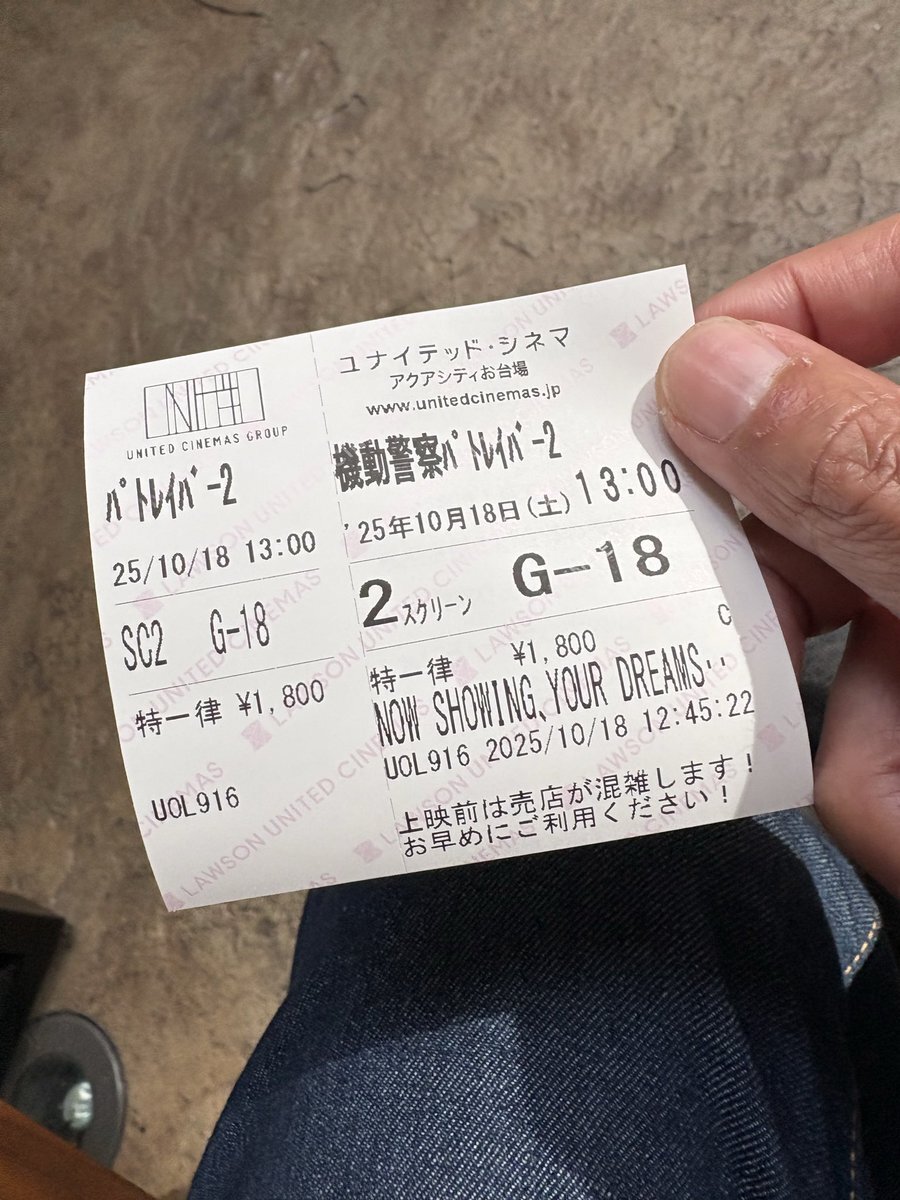 UNITED CINEMAS GROUP
パトレイバー2
25/10/18 13:00
SC2 G-18
特一律 ¥1,800
UOL916
ユナイテッド・シネマ
アクアシティお台場
www.unitedcinemas.jp
機動警察パトレイバー2
'25年10月18日(土) 13:00
2スクリーン G-18
C
特一律 ¥1,800
NOW SHOWING、YOUR DREAMS・・
UOL916 2025/10/18 12:45:22
上映前は売店が混雑します!
お早めにご利用ください!
LAWSON UNITED CINEMAS